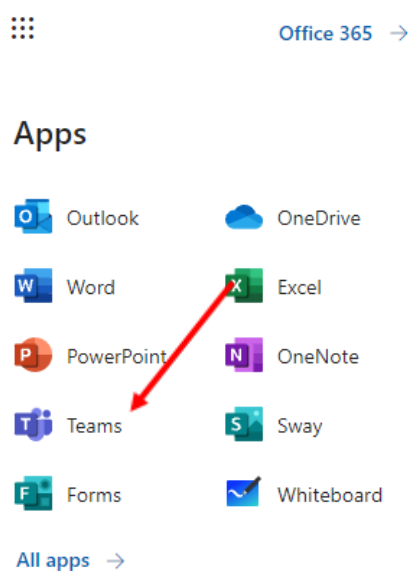 Office 365
Apps
Outlook
OneDrive
Word
Excel
PowerPoint
OneNote
Teams
Sway
Forms
Whiteboard
All apps